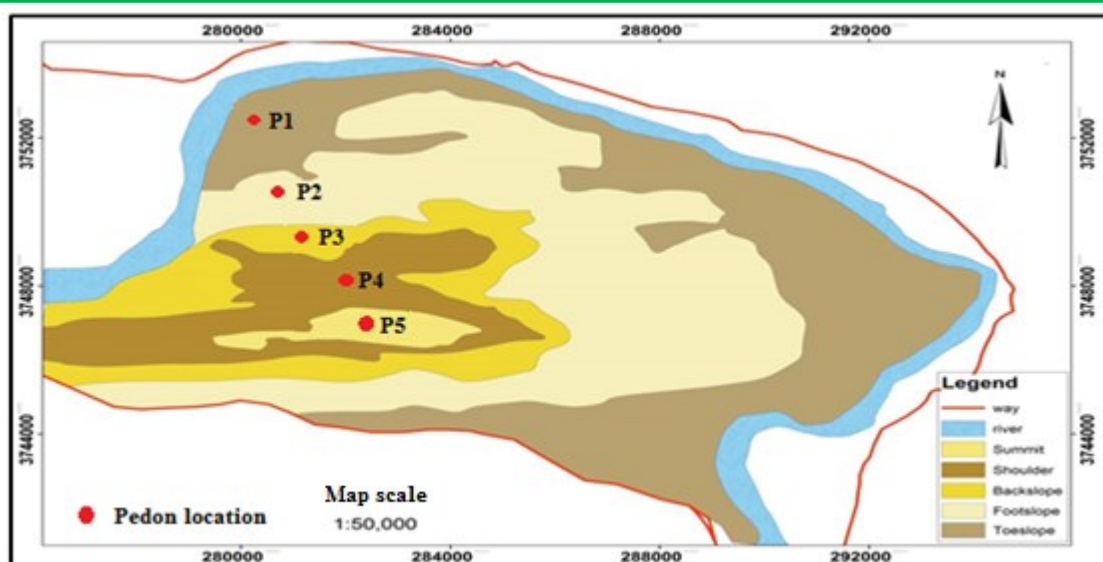 280000 284000 288000 292000
N
3752000 3752000
P1
P2
P3
3748000 P4 3748000
P5
Legend
way
river
3744000 3744000
Summit
Shoulder
Backslope
Footslope
Toeslope
Map scale
Pedon location
1:50,000
280000 284000 288000 292000